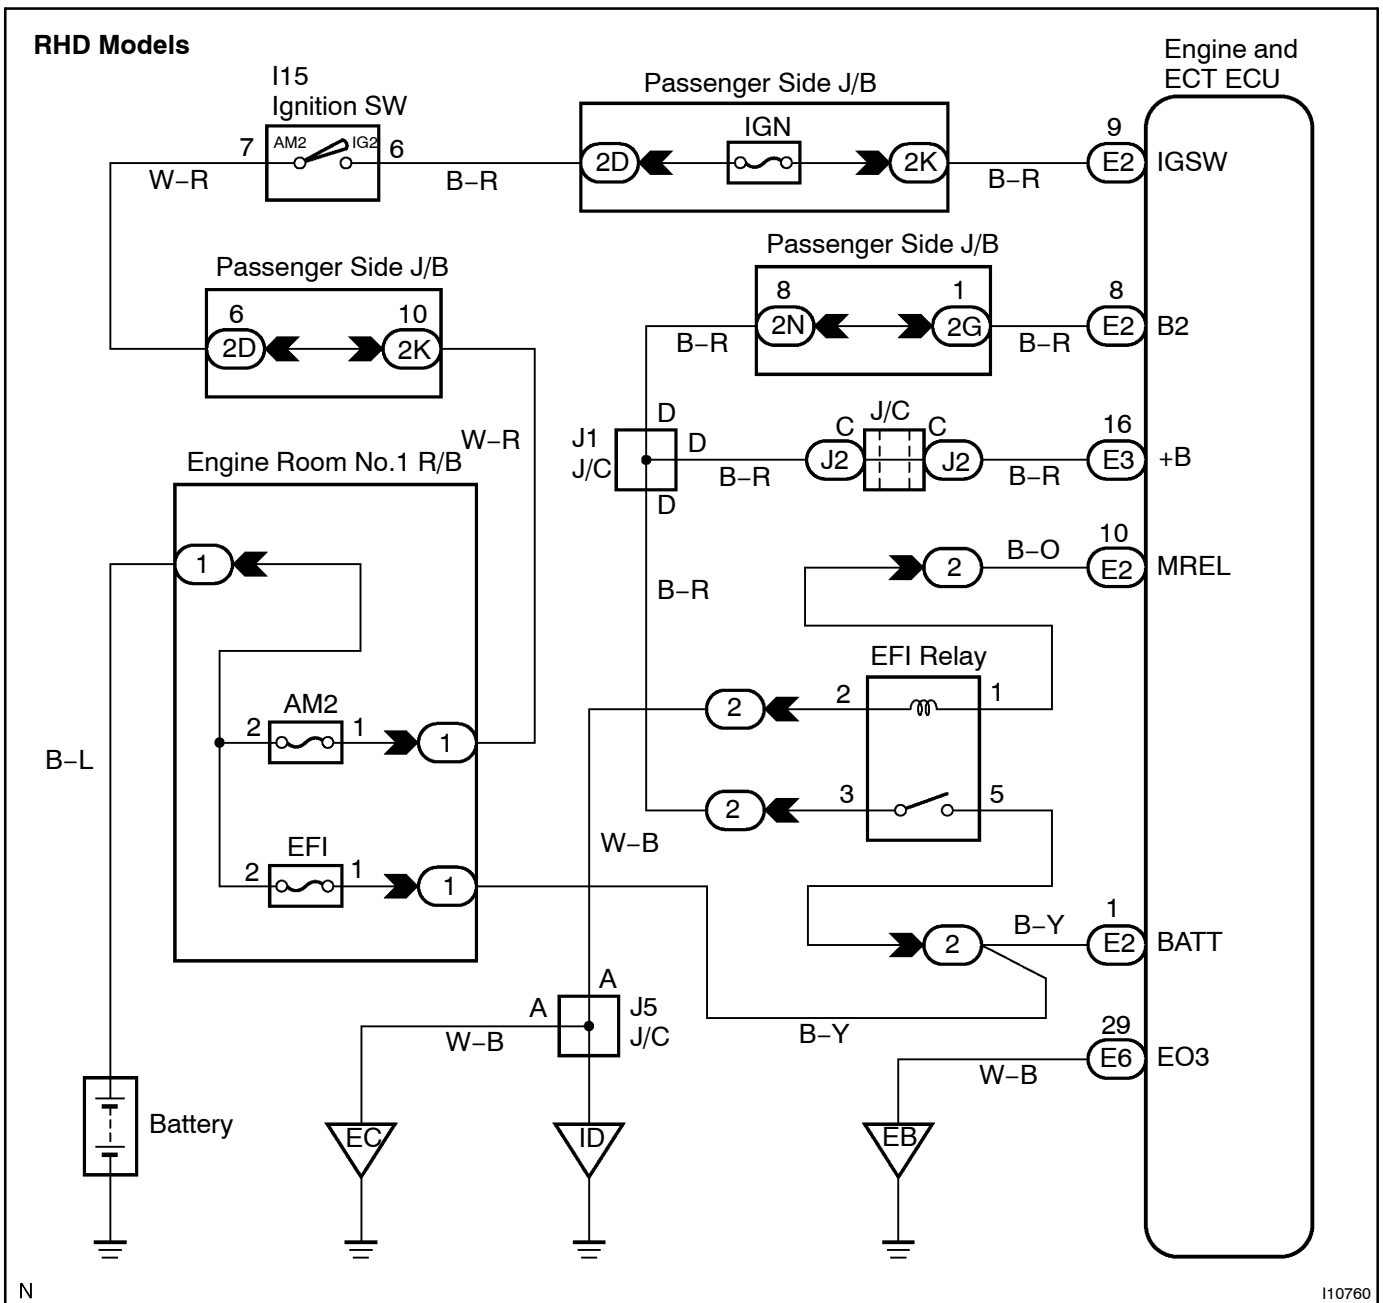 RHD Models
Engine and
ECT ECU
I15
Ignition SW
Passenger Side J/B
7
AM2
IG2
6
2D
IGN
2K
9
E2
IGSW
W−R
B−R
B−R
Passenger Side J/B
Passenger Side J/B
6
2D
10
2K
8
2N
1
2G
8
E2
B2
B−R
B−R
W−R
J1
J/C
D
D
D
B−R
C
J2
J/C
C
J2
B−R
16
E3
+B
Engine Room No.1 R/B
1
B−R
2
B−O
10
E2
MREL
EFI Relay
2
2
1
AM2
2
1
1
B−L
2
3
5
W−B
EFI
2
1
1
2
B−Y
1
E2
BATT
A
A
J5
J/C
W−B
B−Y
29
E6
EO3
W−B
Battery
EC
ID
EB
N
I10760